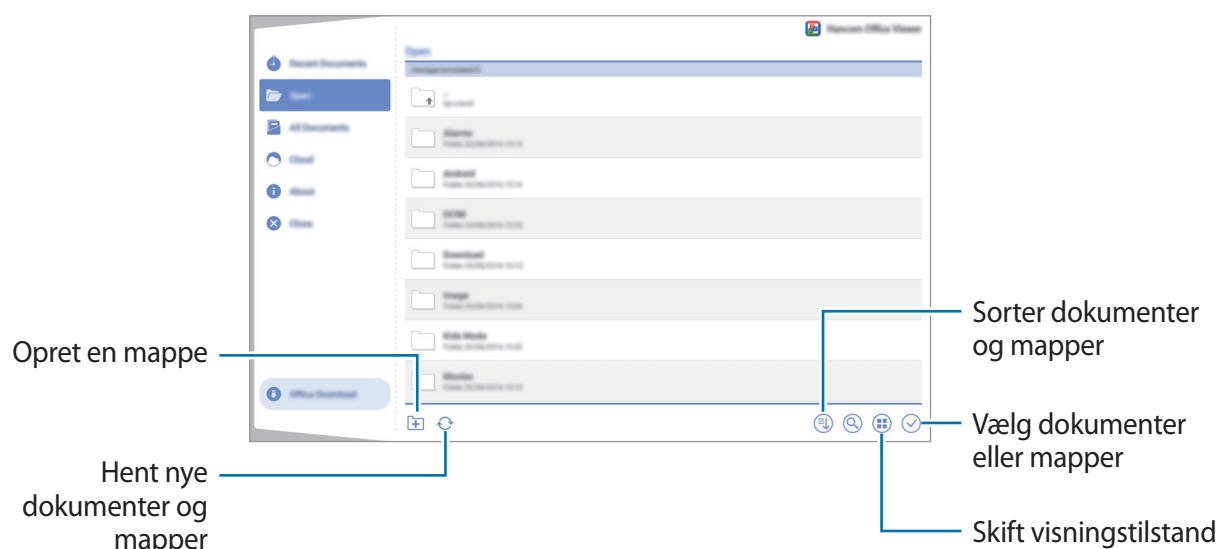 Hancom Office Viewer
Recent Documents
Open
All Documents
Cloud
About
Close
Office Download
Open
Up a level
Alarms
Android
DCIM
Download
Image
Kids Mode
Movies
Opret en mappe
Hent nye
dokumenter og
mapper
Sorter dokumenter
og mapper
Vælg dokumenter
eller mapper
Skift visningstilstand